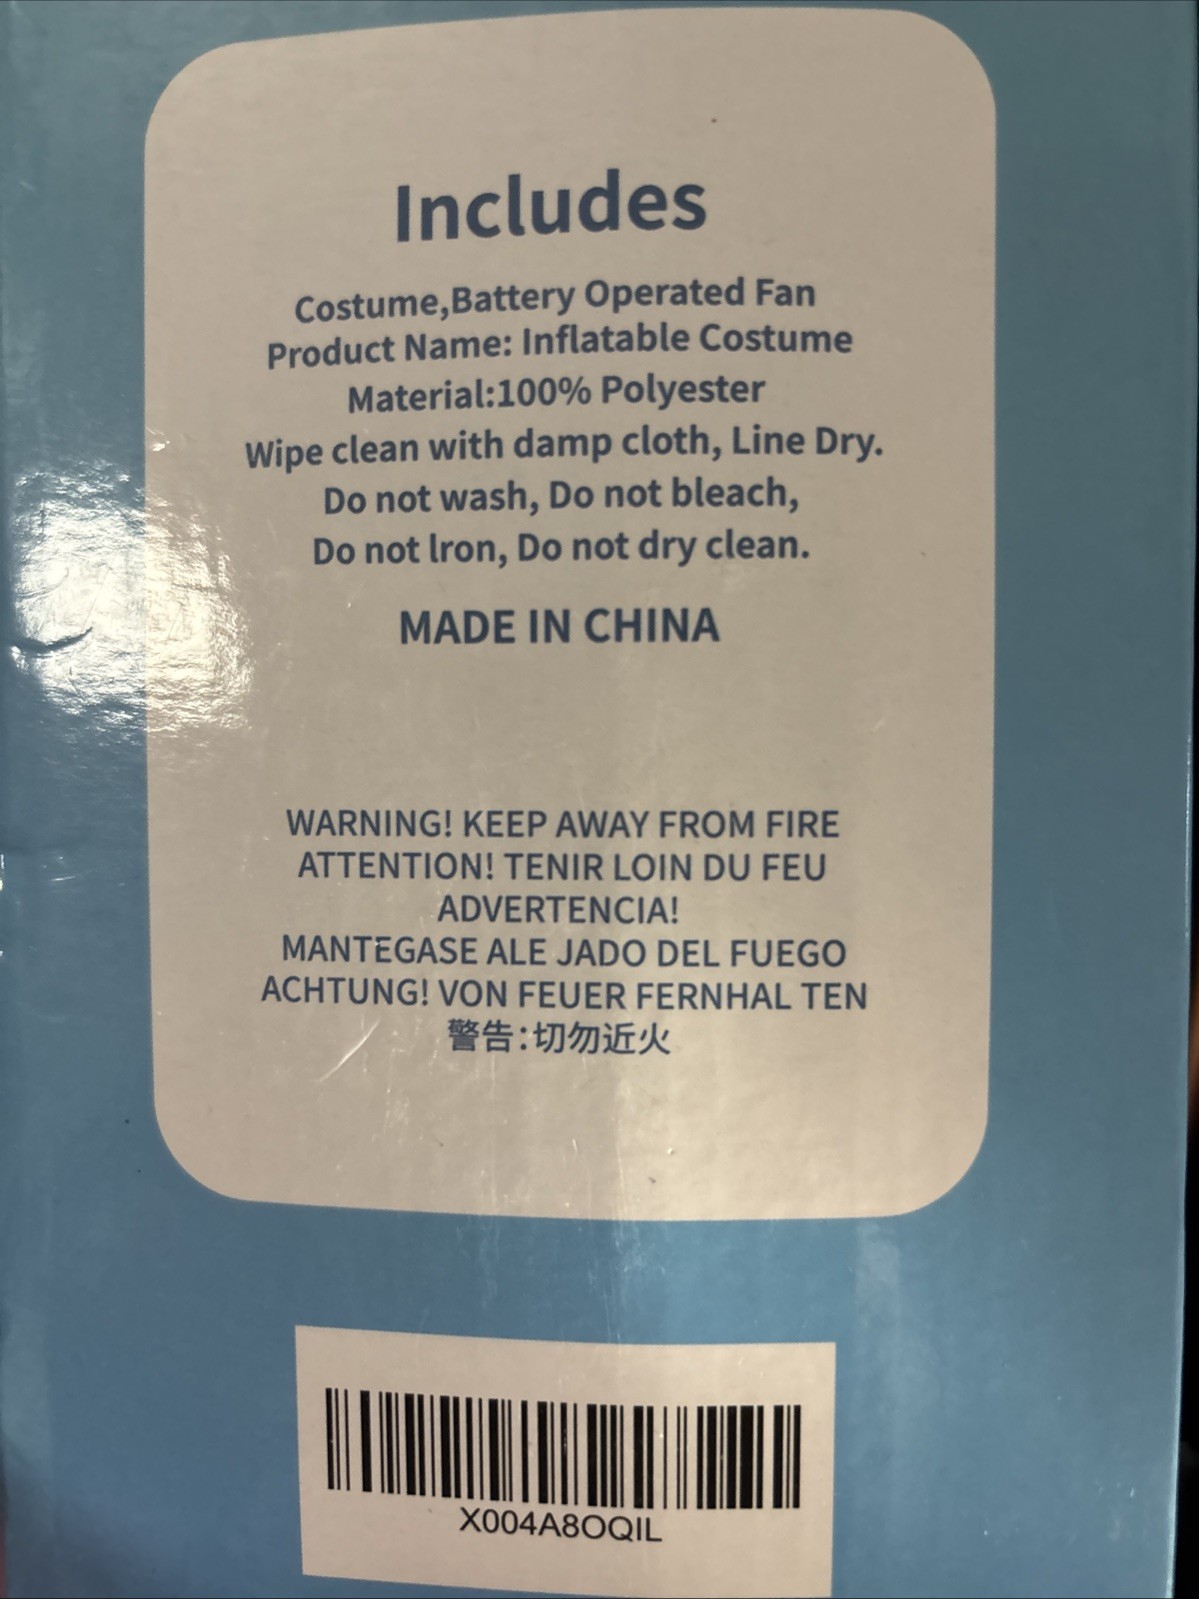 Includes
Costume,Battery Operated Fan
Product Name: Inflatable Costume
Material:100% Polyester
Wipe clean with damp cloth, Line Dry.
Do not wash, Do not bleach,
Do not lron, Do not dry clean.
MADE IN CHINA
WARNING! KEEP AWAY FROM FIRE
ATTENTION! TENIR LOIN DU FEU
ADVERTENCIA!
MANTEGASE ALE JADO DEL FUEGO
ACHTUNG! VON FEUER FERNHAL TEN
警告:切勿近火
X004A8OQIL